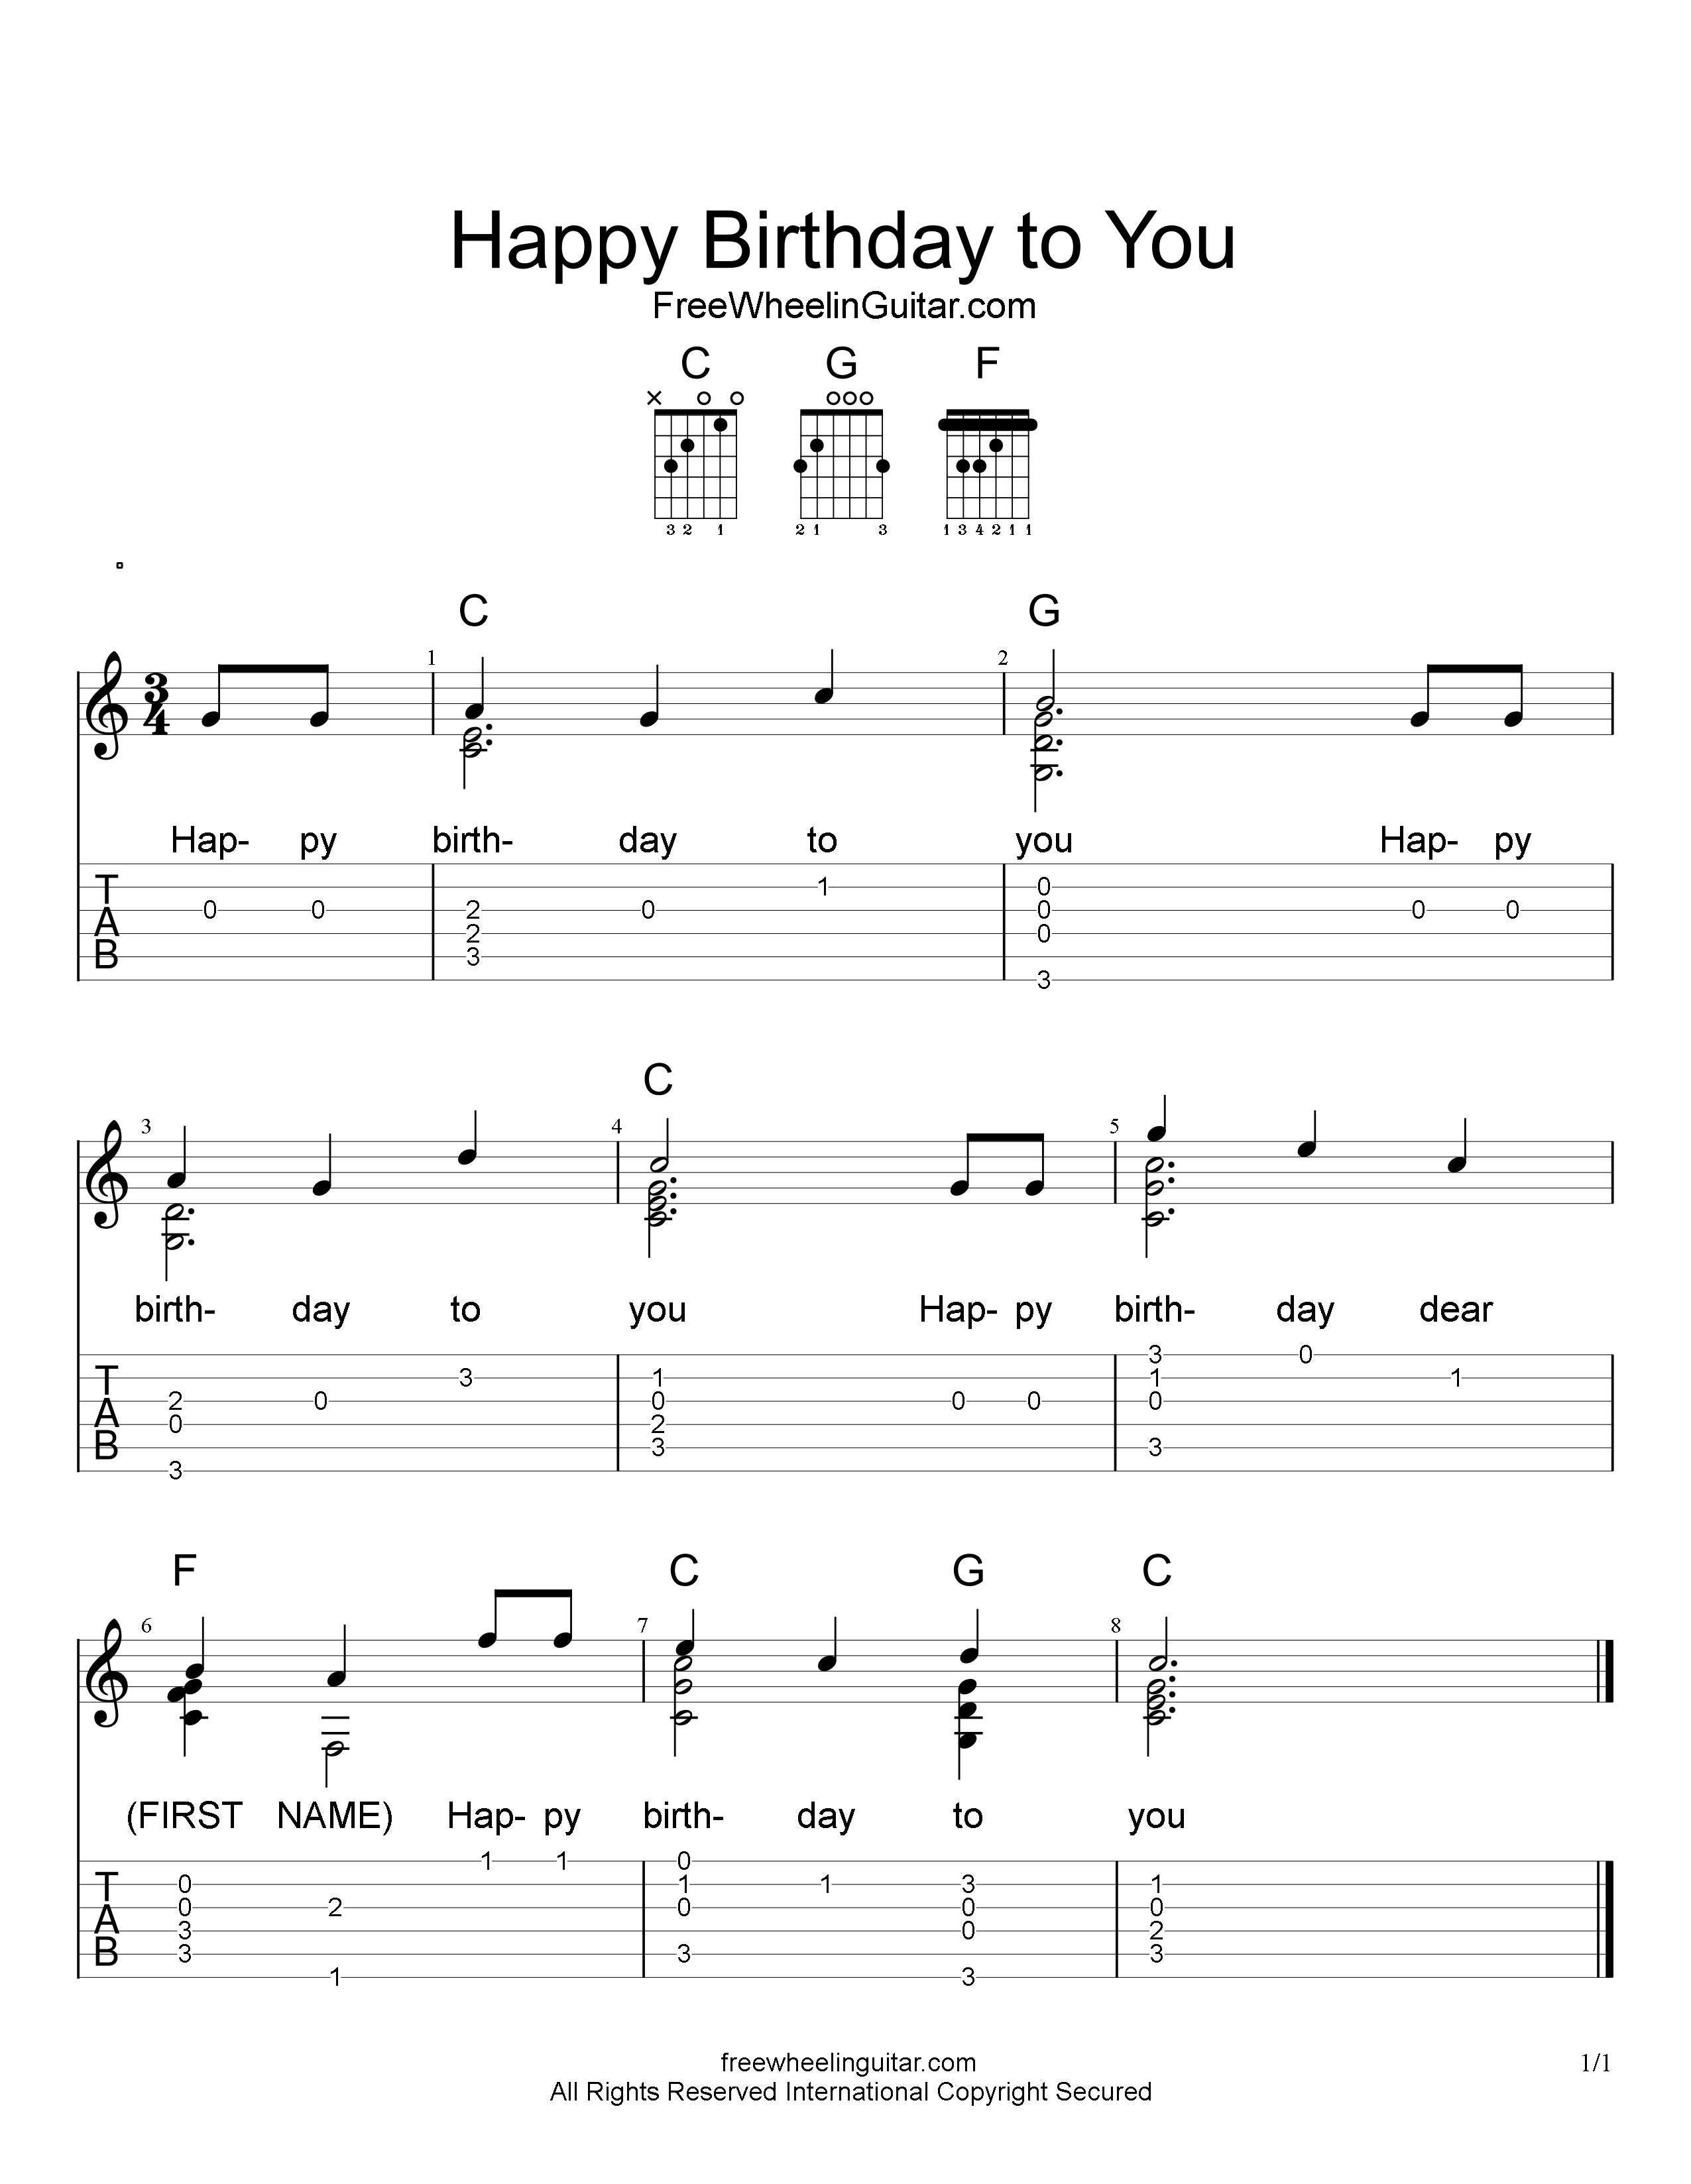 Happy Birthday to You
FreeWheelinGuitar.com
C G F
x o o ooo
3 2 1 2 1 3 1 3 4 2 1 1
C G
1 2
3
4
Hap- py birth- day to you Hap- py
T
A
B
1 0
0 0 2 0 0 0 0
2 0
3
3
C
3 4 5
birth- day to you Hap- py birth- day dear
3 0
T
A
B
3 1 1 1
2 0 0 0 0 0
0 2
3 3
3
F C G C
6 7 8
(FIRST NAME) Hap- py birth- day to you
1 1 0
T
A
B
0 1 1 3 1
0 2 0 0 0
3 0 2
3 3 3
1 3
freewheelinguitar.com 1/1
All Rights Reserved International Copyright Secured